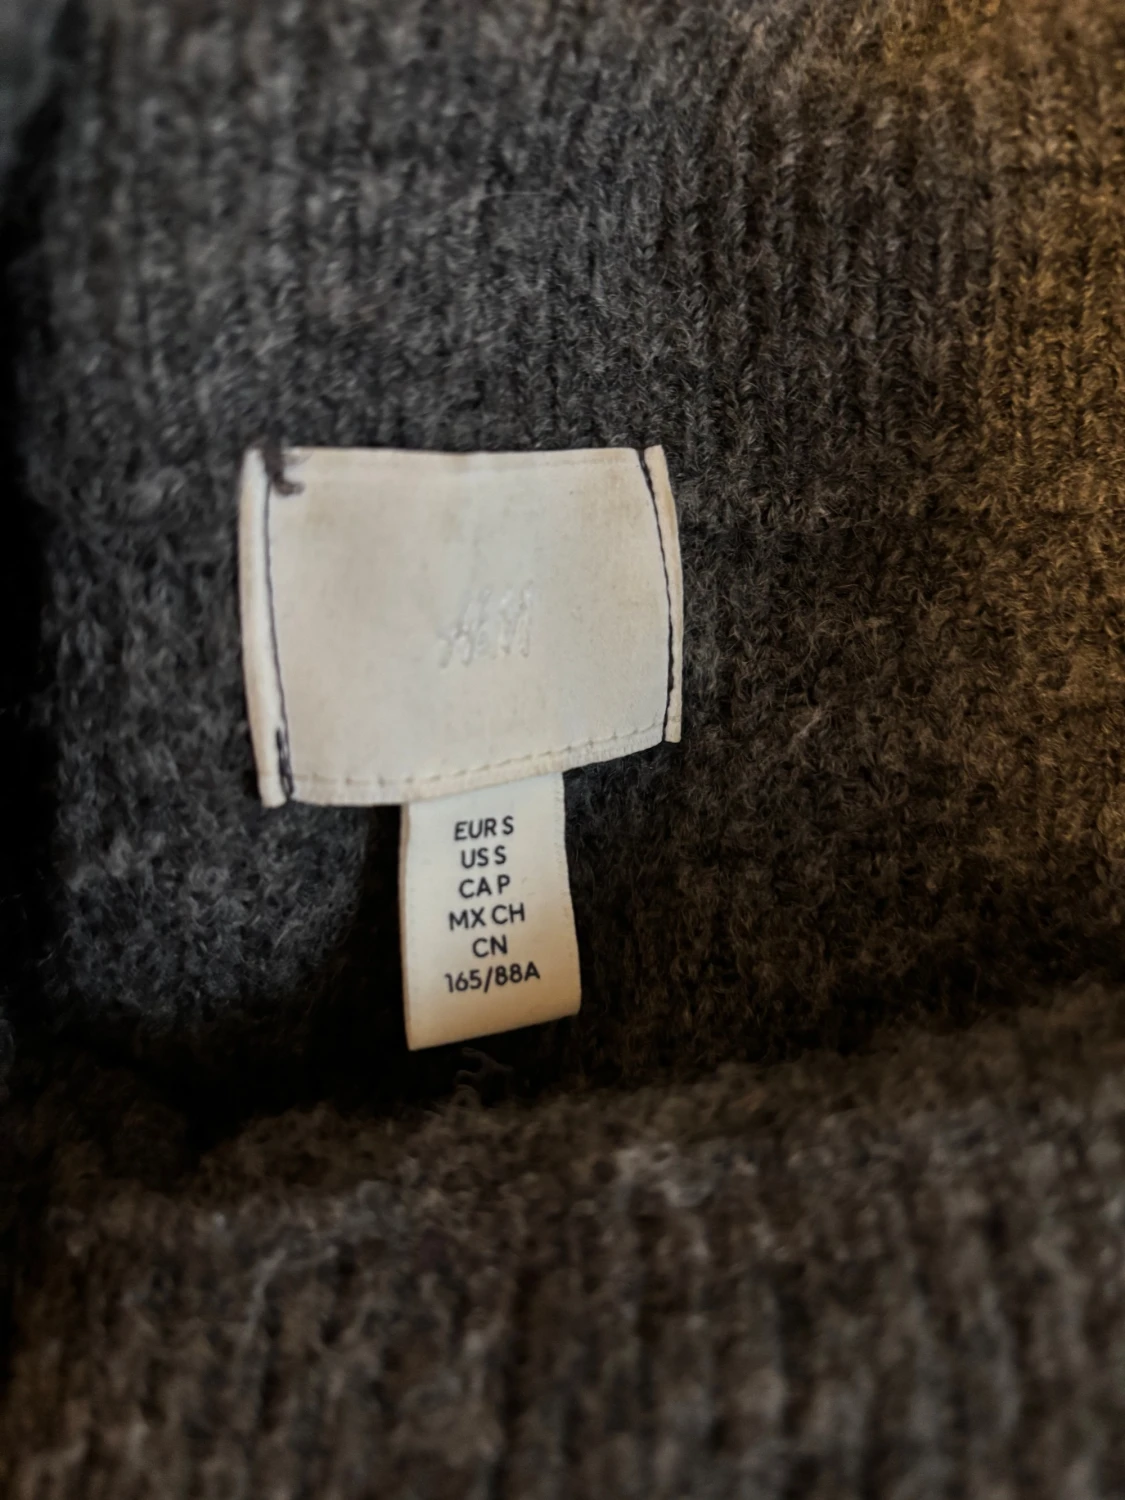 H&M
EUR S
US S
CA P
MX CH
CN
165/88A